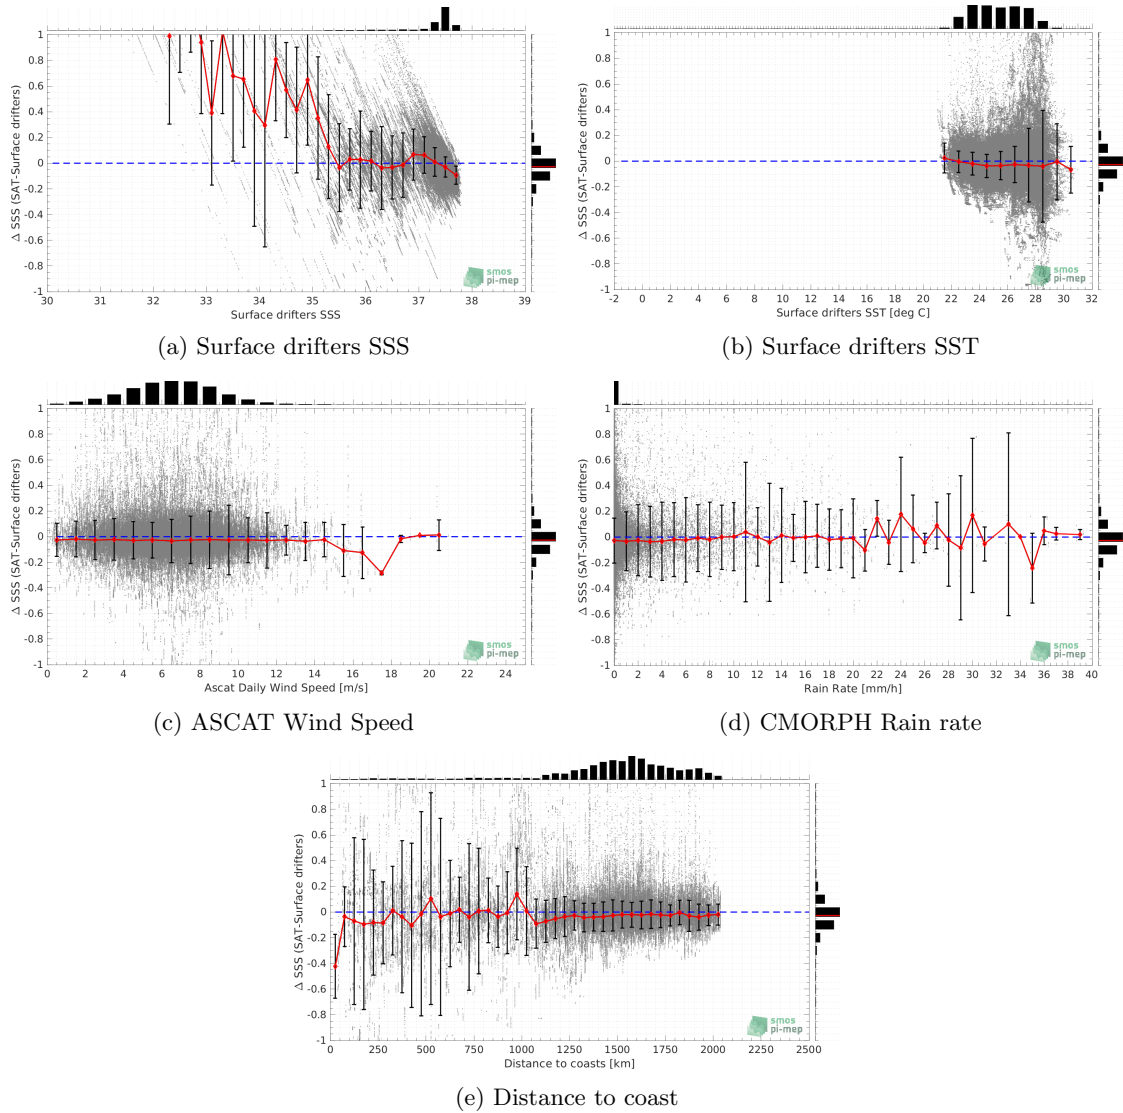 1
0.8
0.6
0.4
0.2
0
-0.2
-0.4
-0.6
-0.8
-1
Δ SSS (SAT-Surface drifters)
30 31 32 33 34 35 36 37 38 39
Surface drifters SSS
smos
pi-mep
(a) Surface drifters SSS
1
0.8
0.6
0.4
0.2
0
-0.2
-0.4
-0.6
-0.8
-1
Δ SSS (SAT-Surface drifters)
-2 0 2 4 6 8 10 12 14 16 18 20 22 24 26 28 30 32
Surface drifters SST [deg C]
smos
pi-mep
(b) Surface drifters SST
1
0.8
0.6
0.4
0.2
0
-0.2
-0.4
-0.6
-0.8
-1
Δ SSS (SAT-Surface drifters)
0 2 4 6 8 10 12 14 16 18 20 22 24
Ascat Daily Wind Speed [m/s]
smos
pi-mep
(c) ASCAT Wind Speed
1
0.8
0.6
0.4
0.2
0
-0.2
-0.4
-0.6
-0.8
-1
Δ SSS (SAT-Surface drifters)
0 2 4 6 8 10 12 14 16 18 20 22 24 26 28 30 32 34 36 38 40
Rain Rate [mm/h]
smos
pi-mep
(d) CMORPH Rain rate
1
0.8
0.6
0.4
0.2
0
-0.2
-0.4
-0.6
-0.8
-1
Δ SSS (SAT-Surface drifters)
0 250 500 750 1000 1250 1500 1750 2000 2250 2500
Distance to coasts [km]
smos
pi-mep
(e) Distance to coast